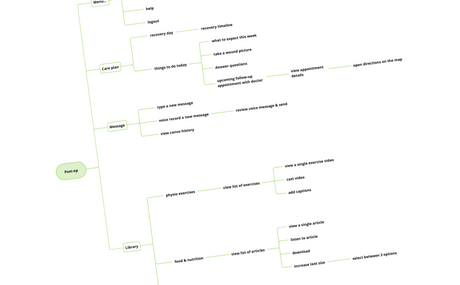 Menu...
help
logout
Care plan
recovery day
recovery timeline
things to do today
what to expect this week
take a wound picture
Answer questions
upcoming follow-up
appointment with doctor
view appointment
details
open directions on the map
Message
type a new message
voice record a new message
review voice message & send
view convo history
Post-op
Library
physio exercises
view list of exercises
view a single exercise video
cast video
add captions
food & nutrition
view list of articles
view a single article
listen to article
download
increase text size
select between 3 options